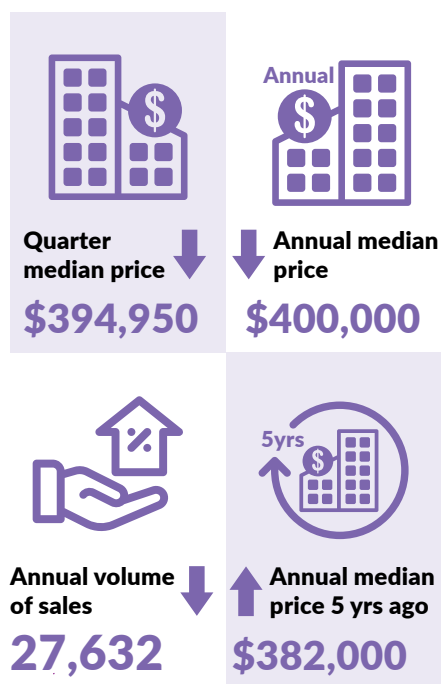 $
Annual
$
Quarter
median price
$394,950
Annual median
price
$400,000
%
Annual volume
of sales
27,632
5yrs
$
Annual median
price 5 yrs ago
$382,000